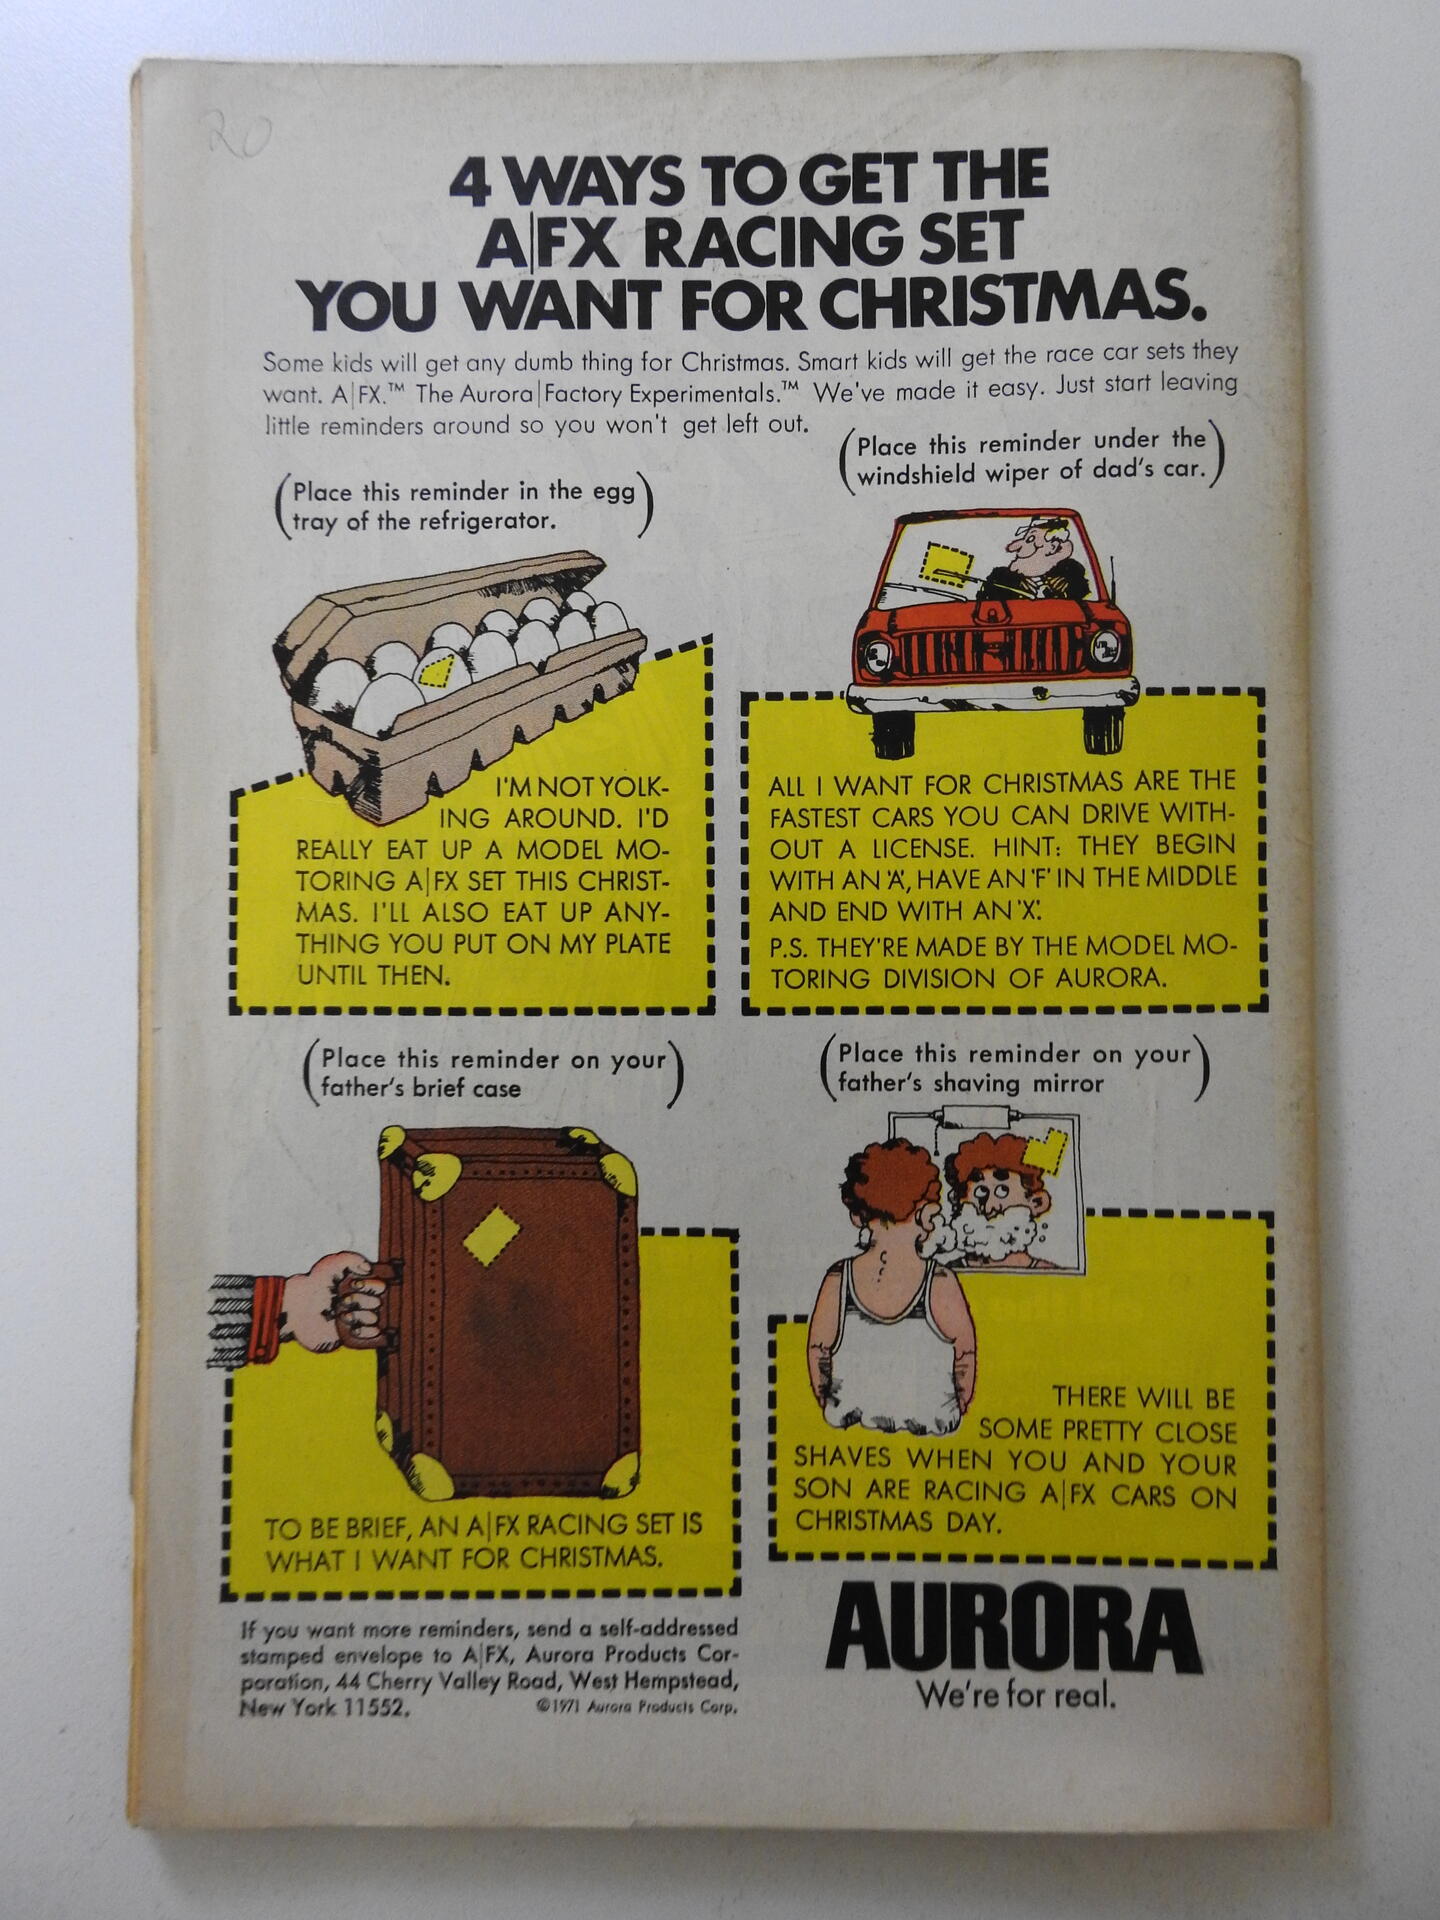 20
4 WAYS TO GET THE
A|FX RACING SET
YOU WANT FOR CHRISTMAS.
Some kids will get any dumb thing for Christmas. Smart kids will get the race car sets they
want. A|FX.™ The Aurora|Factory Experimentals.™ We've made it easy. Just start leaving
little reminders around so you won't get left out.
(Place this reminder in the egg
tray of the refrigerator.)
I'M NOT YOLK-
ING AROUND. I'D
REALLY EAT UP A MODEL MO-
TORING A|FX SET THIS CHRIST-
MAS. I'LL ALSO EAT UP ANY-
THING YOU PUT ON MY PLATE
UNTIL THEN.
(Place this reminder under the
windshield wiper of dad's car.)
ALL I WANT FOR CHRISTMAS ARE THE
FASTEST CARS YOU CAN DRIVE WITH-
OUT A LICENSE. HINT: THEY BEGIN
WITH AN 'A', HAVE AN 'F' IN THE MIDDLE
AND END WITH AN 'X'.
P.S. THEY'RE MADE BY THE MODEL MO-
TORING DIVISION OF AURORA.
(Place this reminder on your
father's brief case)
TO BE BRIEF, AN A|FX RACING SET IS
WHAT I WANT FOR CHRISTMAS.
(Place this reminder on your
father's shaving mirror)
THERE WILL BE
SOME PRETTY CLOSE
SHAVES WHEN YOU AND YOUR
SON ARE RACING A|FX CARS ON
CHRISTMAS DAY.
If you want more reminders, send a self-addressed
stamped envelope to A|FX, Aurora Products Cor-
poration, 44 Cherry Valley Road, West Hempstead,
New York 11552. ©1971 Aurora Products Corp.
AURORA
We're for real.